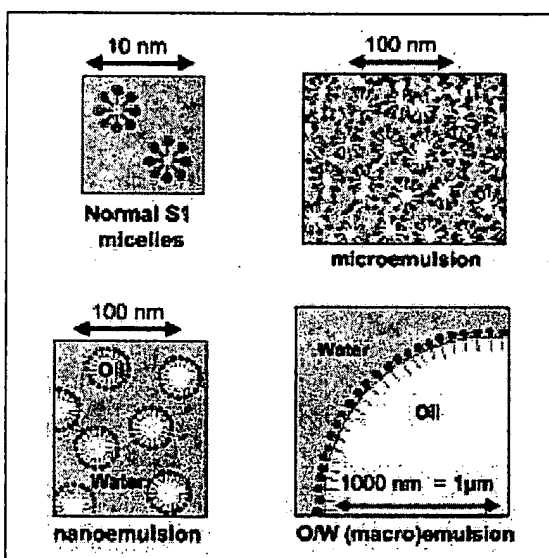 10 nm
Normal S1
micelles
100 nm
microemulsion
100 nm
Oil
Water
nanoemulsion
Water
Oil
1000 nm = 1µm
O/W (macro)emulsion